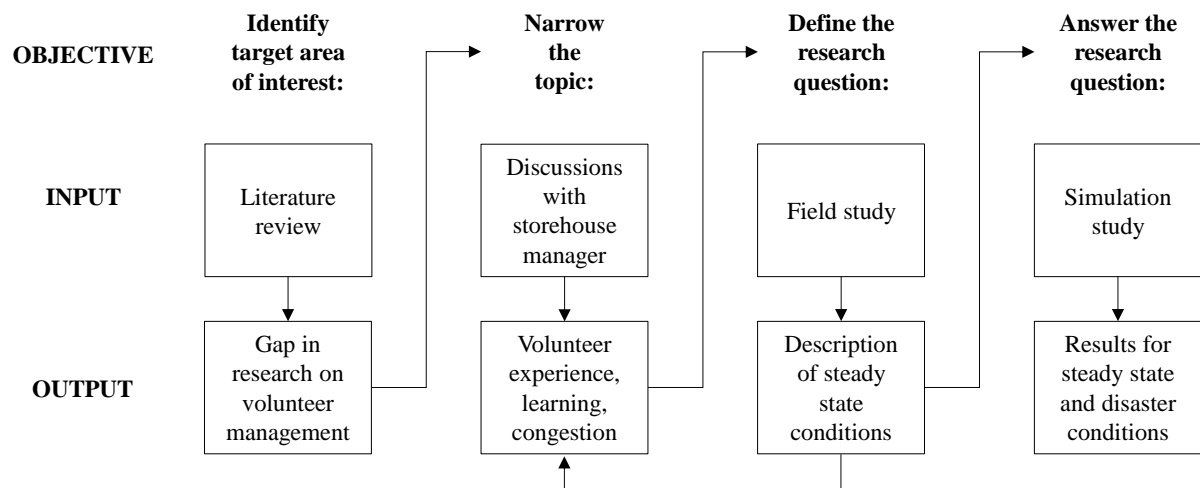 OBJECTIVE
Identify
target area
of interest:
Narrow
the
topic:
Define the
research
question:
Answer the
research
question:
INPUT
Literature
review
Discussions
with
storehouse
manager
Field study
Simulation
study
OUTPUT
Gap in
research on
volunteer
management
Volunteer
experience,
learning,
congestion
Description
of steady
state
conditions
Results for
steady state
and disaster
conditions